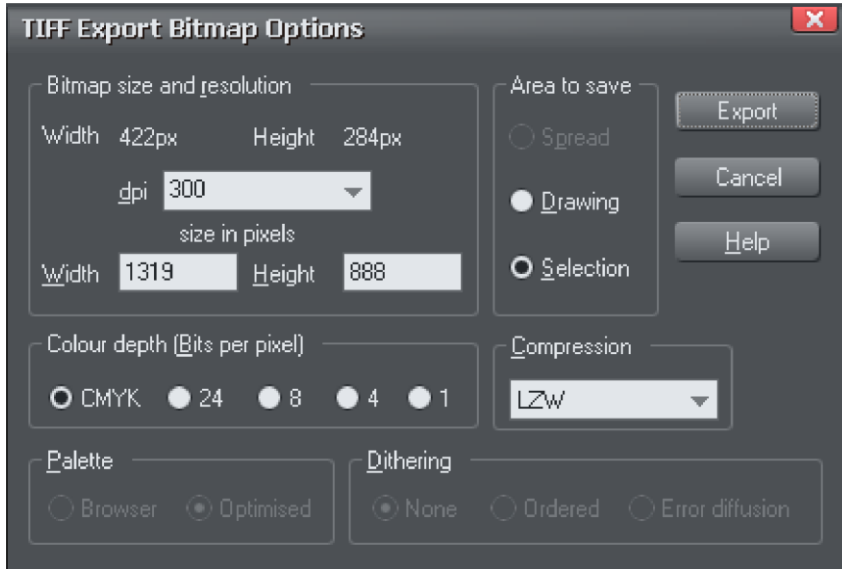 TIFF Export Bitmap Options
Bitmap size and resolution
Width 422px Height 284px
dpi 300
size in pixels
Width 1319 Height 888
Area to save
Spread
Drawing
Selection
Export
Cancel
Help
Colour depth (Bits per pixel)
CMYK 24 8 4 1
Compression
LZW
Palette
Browser Optimised
Dithering
None Ordered Error diffusion